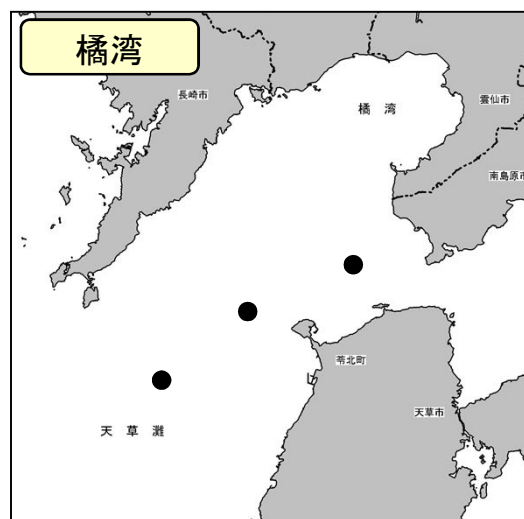 橘湾
長崎市
橘 湾
雲仙市
南島原市
苓北町
天草市
天 草 灘